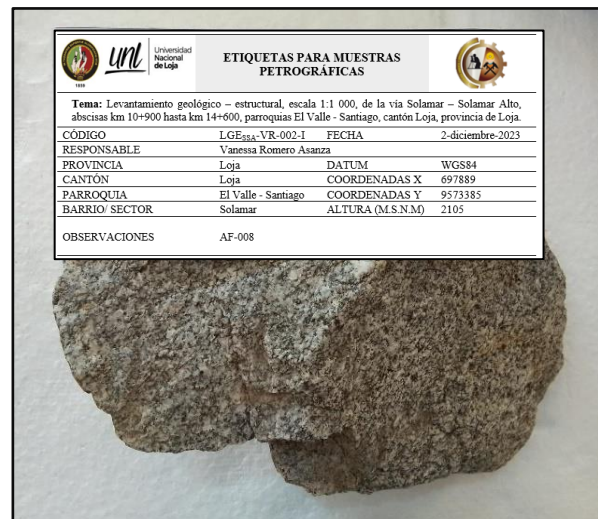 1859
unl
Universidad
Nacional
de Loja
ETIQUETAS PARA MUESTRAS
PETROGRÁFICAS
Tema: Levantamiento geológico – estructural, escala 1:1 000, de la vía Solamar – Solamar Alto,
abscisas km 10+900 hasta km 14+600, parroquias El Valle - Santiago, cantón Loja, provincia de Loja.
CÓDIGO LGESSA-VR-002-I FECHA 2-diciembre-2023
RESPONSABLE Vanessa Romero Asanza
PROVINCIA Loja DATUM WGS84
CANTÓN Loja COORDENADAS X 697889
PARROQUIA El Valle - Santiago COORDENADAS Y 9573385
BARRIO/ SECTOR Solamar ALTURA (M.S.N.M) 2105
OBSERVACIONES AF-008